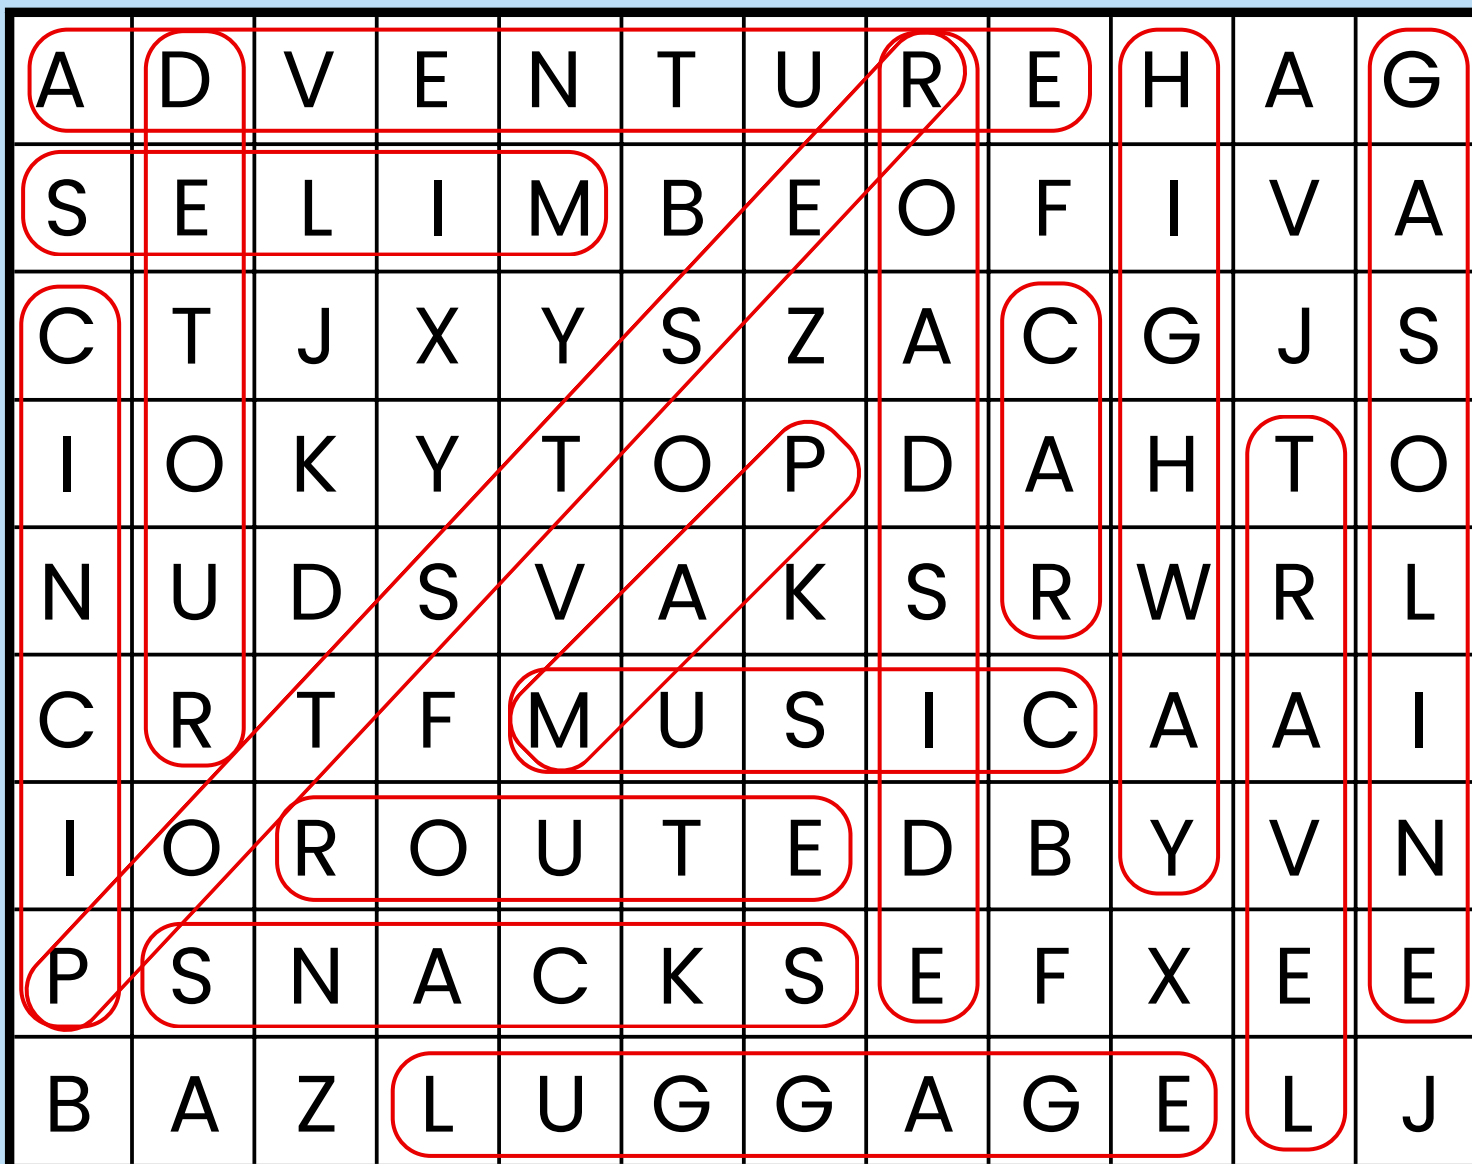 A D V E N T U R E H A G
S E L I M B E O F I V A
C T J X Y S Z A C G J S
I O K Y T O P D A H T O
N U D S V A K S R W R L
C R T F M U S I C A A I
I O R O U T E D B Y V N
P S N A C K S E F X E E
B A Z L U G G A G E L J